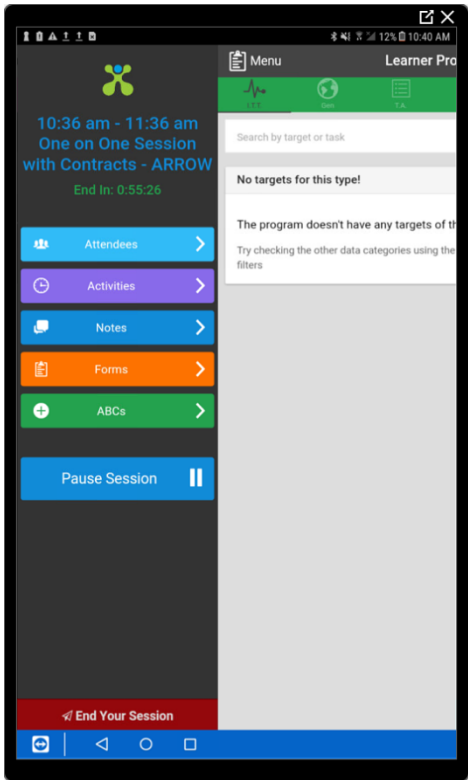 12% 10:40 AM
10:36 am - 11:36 am
One on One Session
with Contracts - ARROW
End In: 0:55:26
Attendees
Activities
Notes
Forms
ABCs
Pause Session
End Your Session
Menu
Learner Pro
I.T.T.
Gen
T.A.
Search by target or task
No targets for this type!
The program doesn't have any targets of th
Try checking the other data categories using the
filters